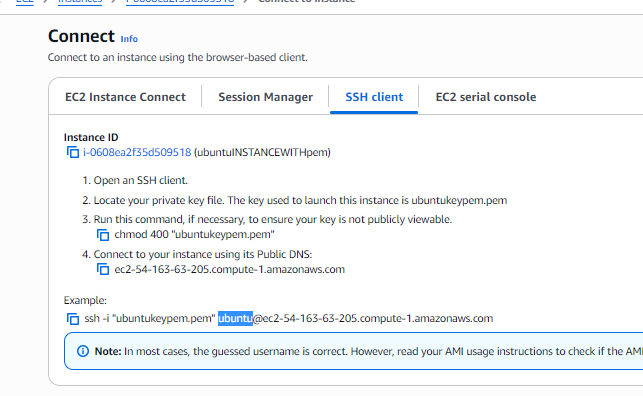 EC2 > Instances > i-0608ea2f35d509518 > Connect to instance
Connect Info
Connect to an instance using the browser-based client.
EC2 Instance Connect Session Manager SSH client EC2 serial console
Instance ID
i-0608ea2f35d509518 (ubuntuINSTANCEWITHpem)
1. Open an SSH client.
2. Locate your private key file. The key used to launch this instance is ubuntukeypem.pem
3. Run this command, if necessary, to ensure your key is not publicly viewable.
chmod 400 "ubuntukeypem.pem"
4. Connect to your instance using its Public DNS:
ec2-54-163-63-205.compute-1.amazonaws.com
Example:
ssh -i "ubuntukeypem.pem" ubuntu@ec2-54-163-63-205.compute-1.amazonaws.com
Note: In most cases, the guessed username is correct. However, read your AMI usage instructions to check if the AMI